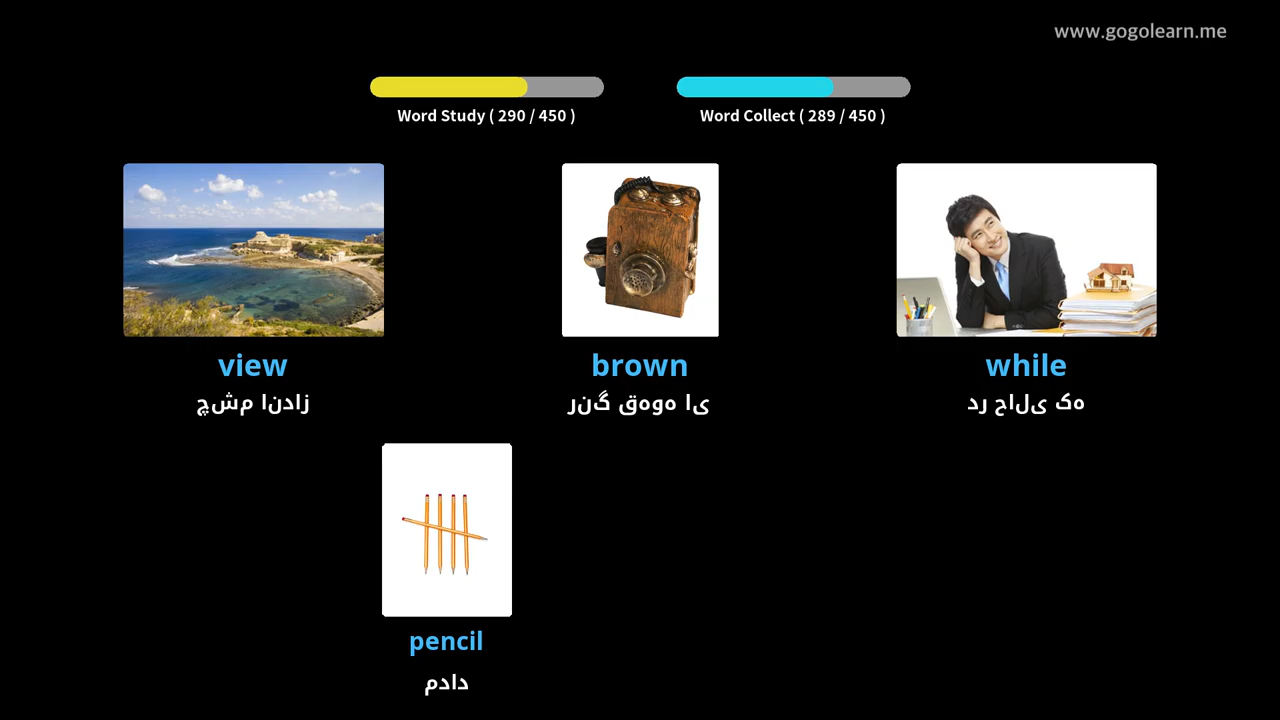 www.gogolearn.me
Word Study ( 290 / 450 )
Word Collect ( 289 / 450 )
view
زادنا مشچ
brown
یا هوهق گنر
while
هک یلاح رد
pencil
دادم